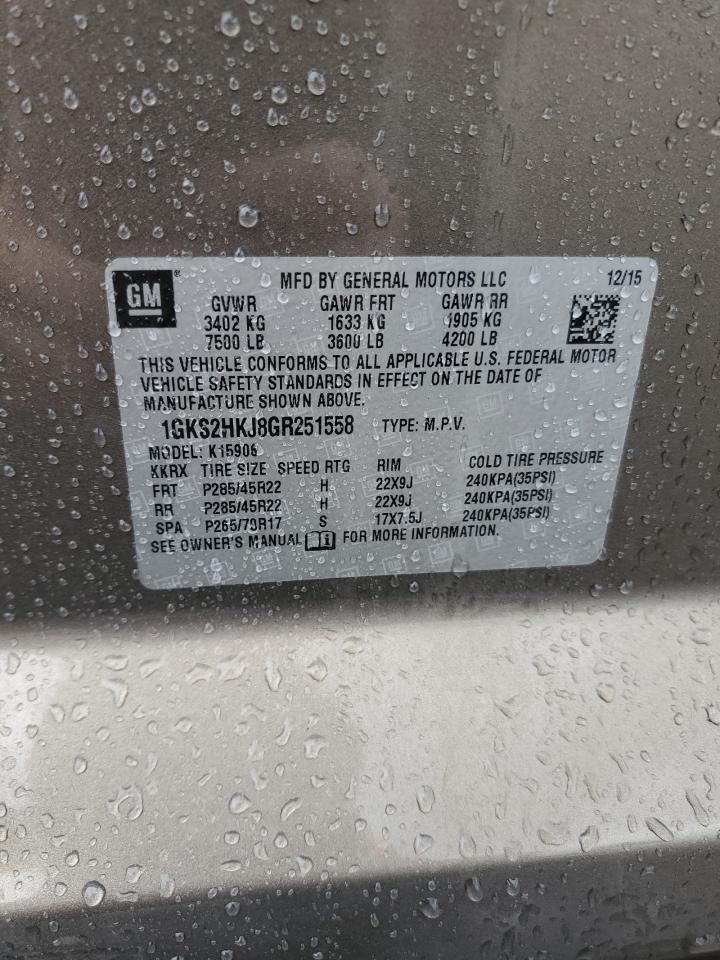 GM ® MFD BY GENERAL MOTORS LLC 12/15
GVWR GAWR FRT GAWR RR
3402 KG 1633 KG 1905 KG
7500 LB 3600 LB 4200 LB
THIS VEHICLE CONFORMS TO ALL APPLICABLE U.S. FEDERAL MOTOR
VEHICLE SAFETY STANDARDS IN EFFECT ON THE DATE OF
MANUFACTURE SHOWN ABOVE.
1GKS2HKJ8GR251558 TYPE: M.P.V.
MODEL: K15906
KKRX TIRE SIZE SPEED RTG RIM COLD TIRE PRESSURE
FRT P285/45R22 H 22X9J 240KPA(35PSI)
RR P285/45R22 H 22X9J 240KPA(35PSI)
SPA P265/70R17 S 17X7.5J 240KPA(35PSI)
SEE OWNER'S MANUAL FOR MORE INFORMATION.